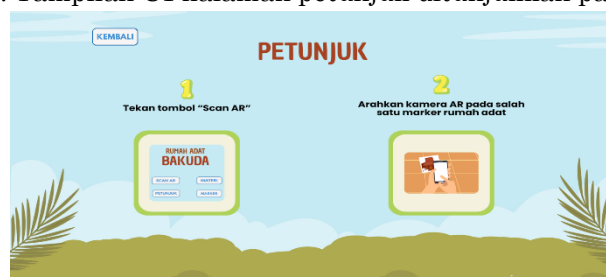 . Tampilan UI halaman petunjuk ditunjukkan pa
KEMBALI
PETUNJUK
1
Tekan tombol “Scan AR”
RUMAH ADAT
BAKUDA
SCAN AR
MATERI
PETUNJUK
MARKER
2
Arahkan kamera AR pada salah
satu marker rumah adat